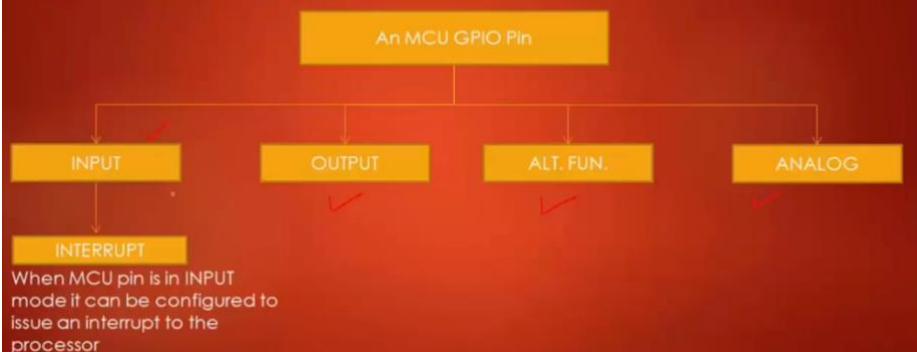 An MCU GPIO Pin
INPUT
OUTPUT
ALT. FUN.
ANALOG
INTERRUPT
When MCU pin is in INPUT
mode it can be configured to
issue an interrupt to the
processor